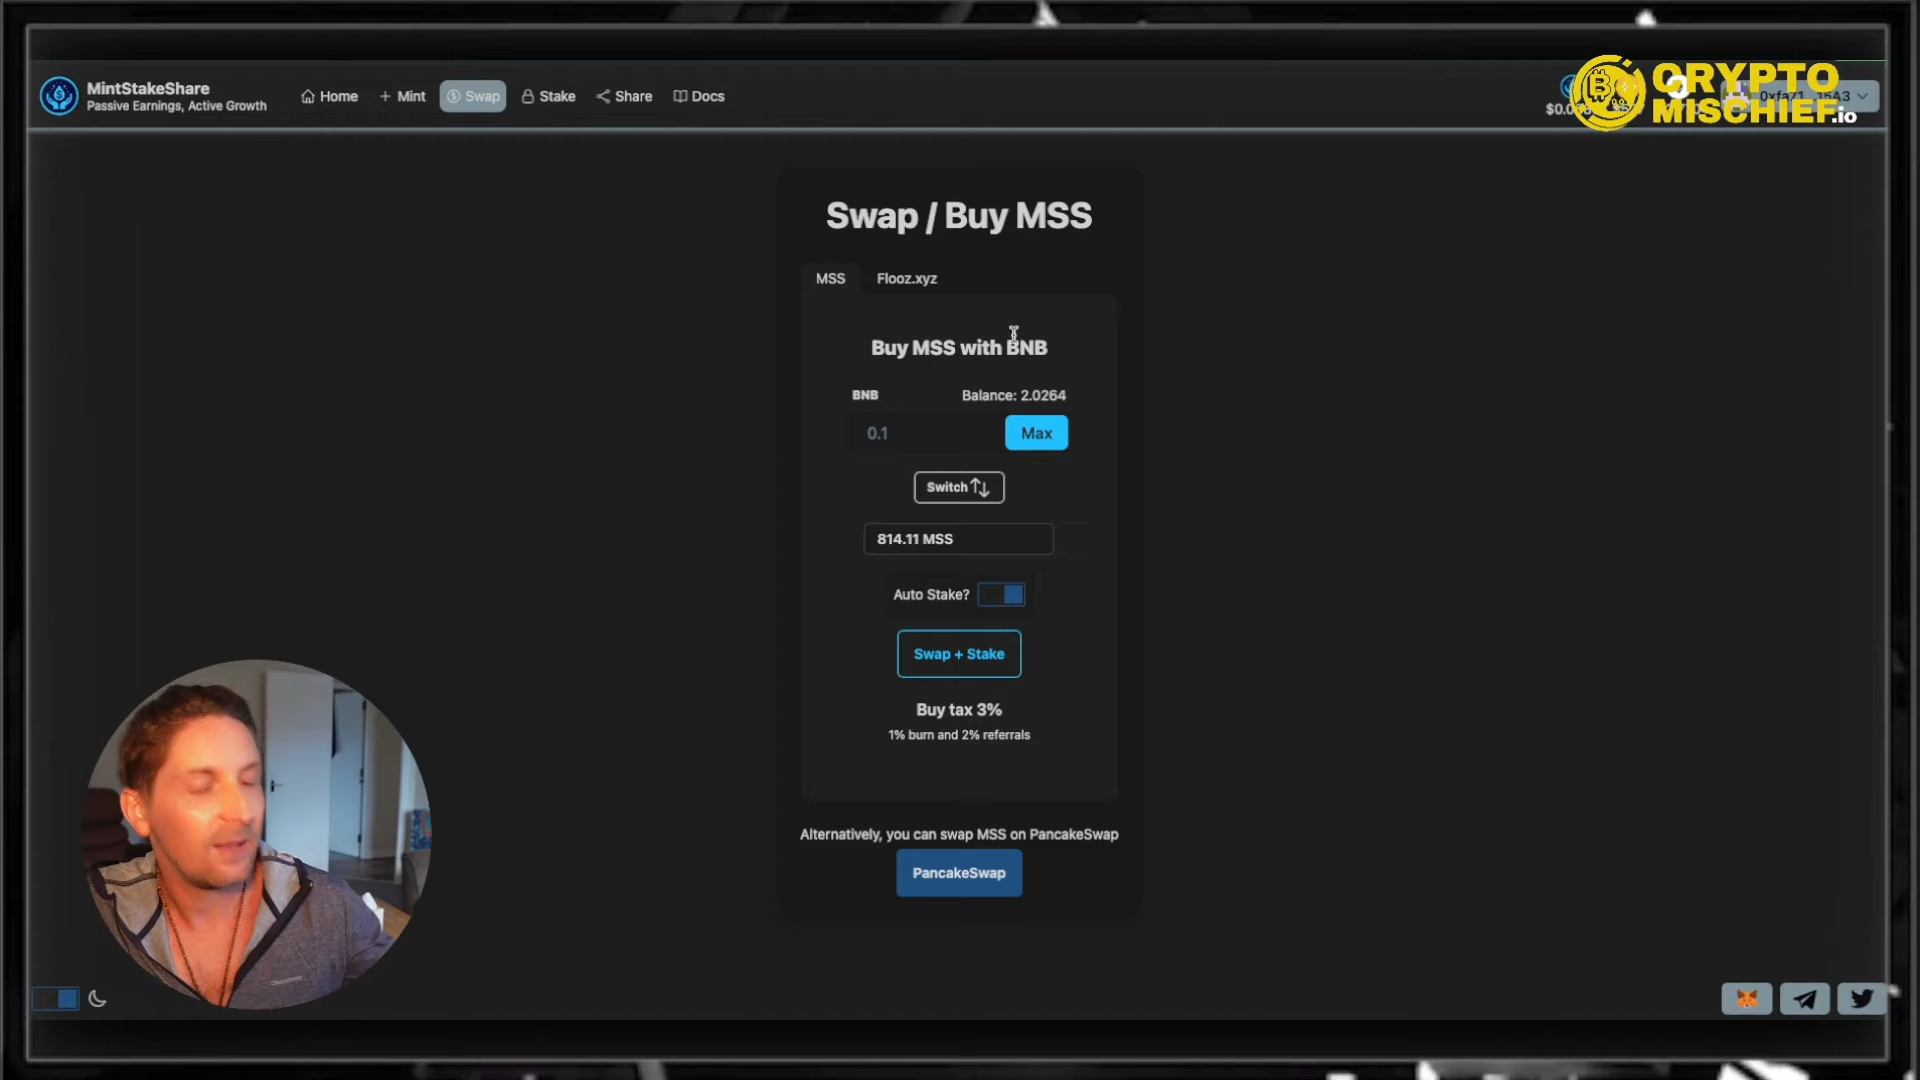 MintStakeShare
Passive Earnings, Active Growth
Home
Mint
Swap
Stake
Share
Docs
CRYPTO
MISCHIEF.io
Swap / Buy MSS
MSS
Flooz.xyz
Buy MSS with BNB
BNB
Balance: 2.0264
0.1
Max
Switch
814.11 MSS
Auto Stake?
Swap + Stake
Buy tax 3%
1% burn and 2% referrals
Alternatively, you can swap MSS on PancakeSwap
PancakeSwap